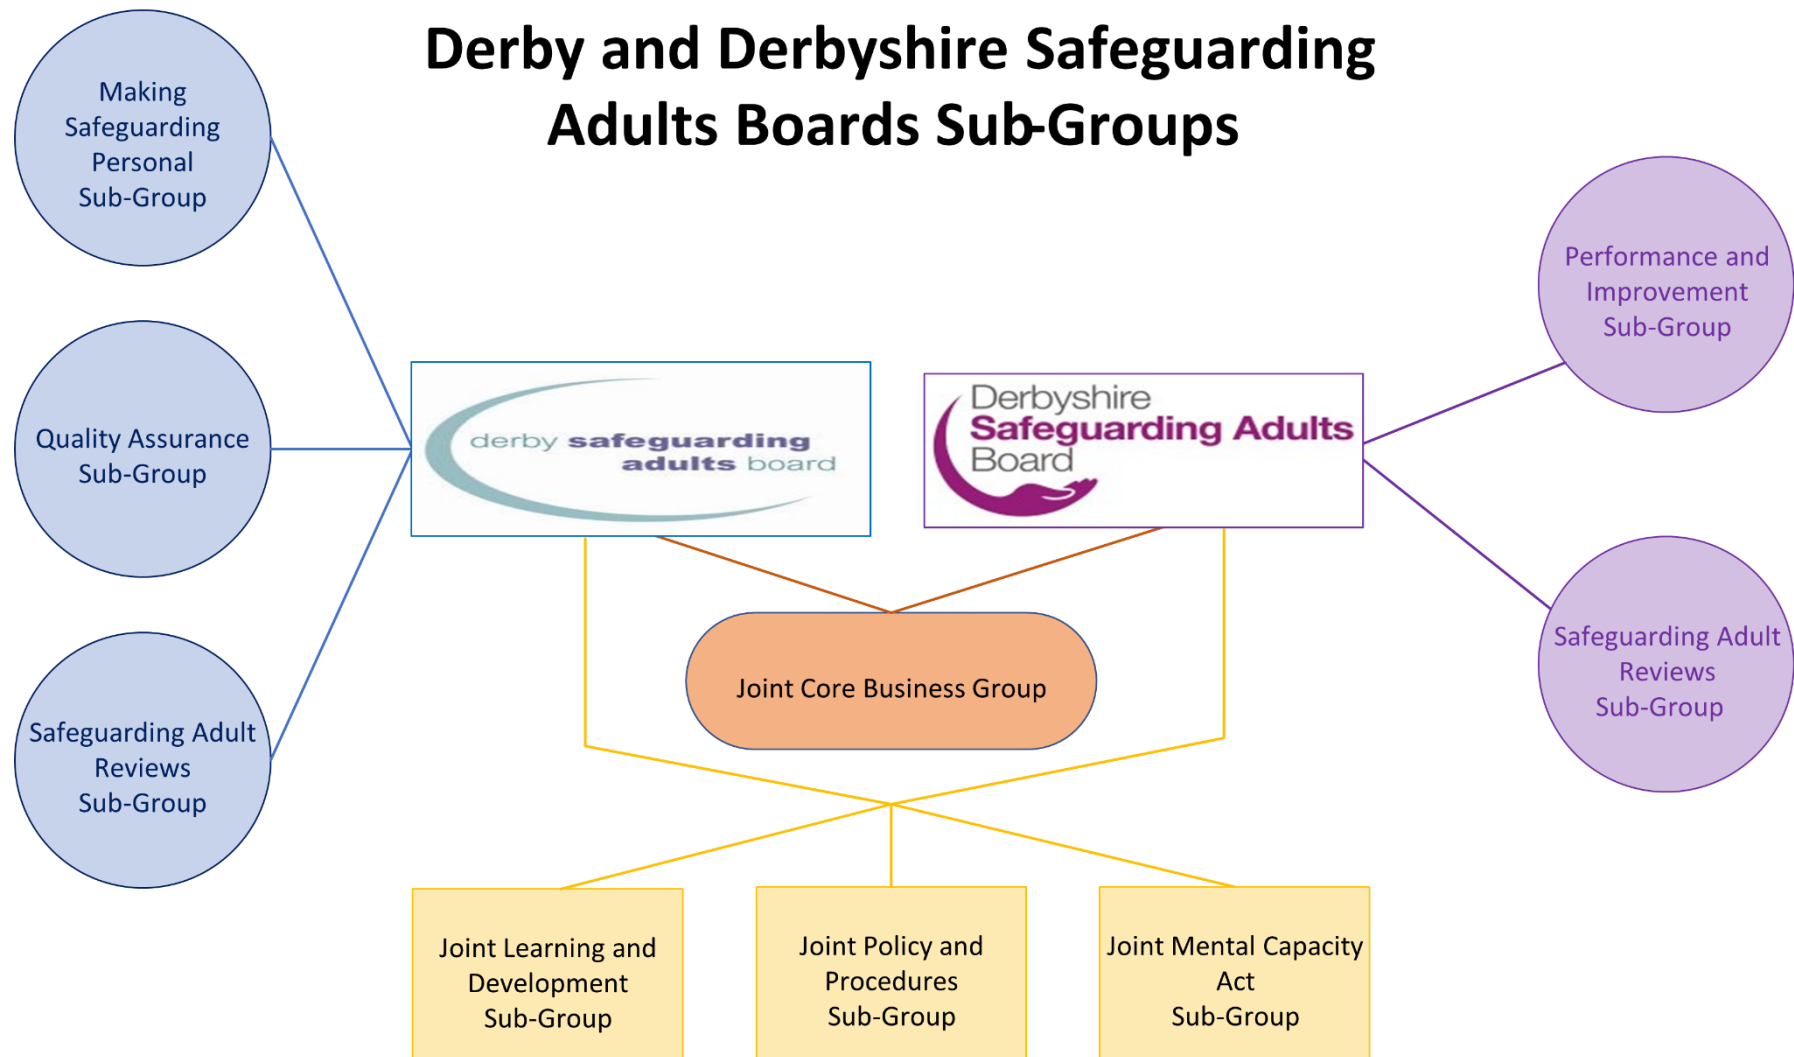 Derby and Derbyshire Safeguarding
Adults Boards Sub-Groups
Making
Safeguarding
Personal
Sub-Group
Quality Assurance
Sub-Group
Safeguarding Adult
Reviews
Sub-Group
derby safeguarding
adults board
Derbyshire
Safeguarding Adults
Board
Performance and
Improvement
Sub-Group
Safeguarding Adult
Reviews
Sub-Group
Joint Core Business Group
Joint Learning and
Development
Sub-Group
Joint Policy and
Procedures
Sub-Group
Joint Mental Capacity
Act
Sub-Group